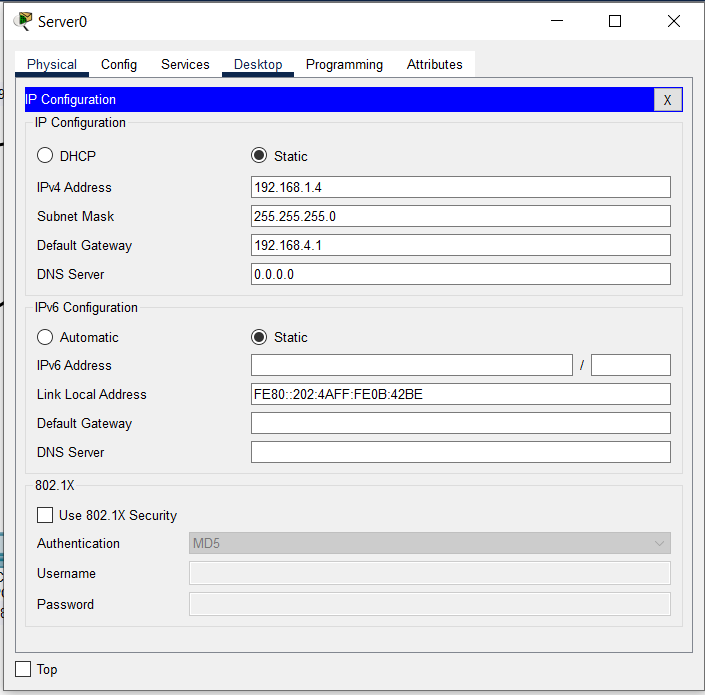 Server0
Physical Config Services Desktop Programming Attributes
IP Configuration X
IP Configuration
DHCP Static
IPv4 Address 192.168.1.4
Subnet Mask 255.255.255.0
Default Gateway 192.168.4.1
DNS Server 0.0.0.0
IPv6 Configuration
Automatic Static
IPv6 Address /
Link Local Address FE80::202:4AFF:FE0B:42BE
Default Gateway
DNS Server
802.1X
Use 802.1X Security
Authentication MD5
Username
Password
Top